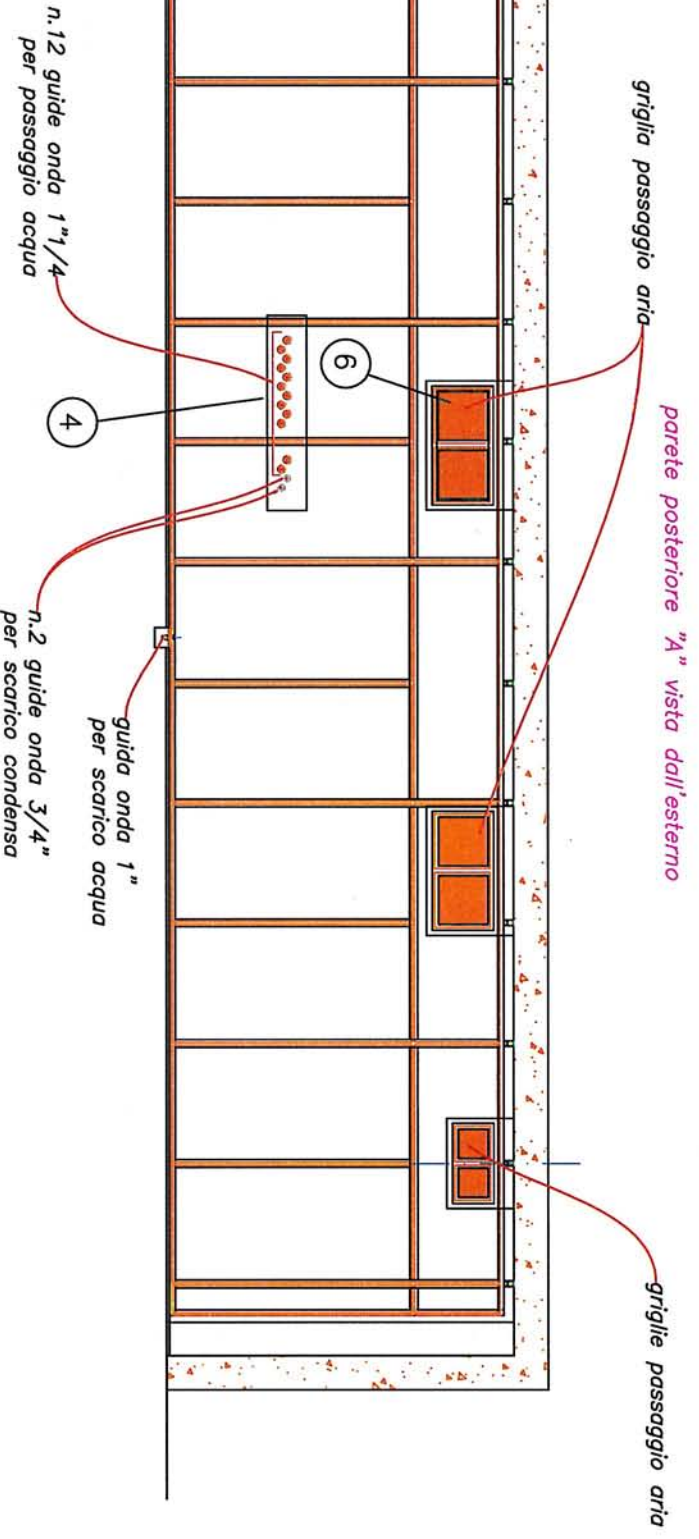 parete posteriore "A" vista dall'esterno
griglia passaggio aria
griglie passaggio aria
6
4
n.12 guide onda 1"1/4
per passaggio acqua
n.2 guide onda 3/4"
per scarico condensa
guida onda 1"
per scarico acqua